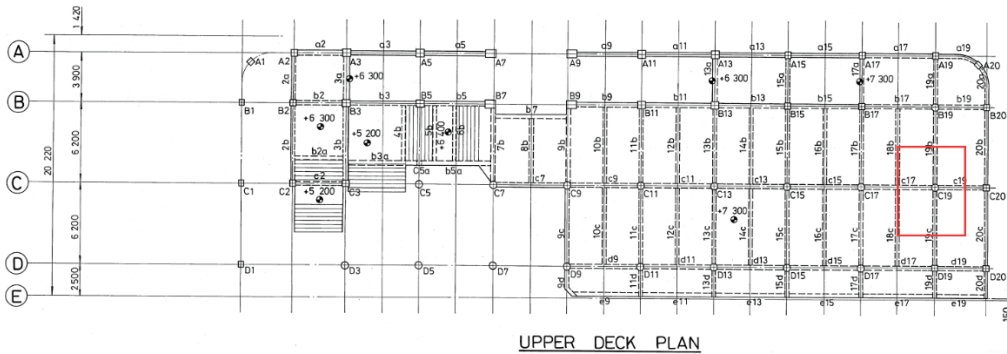 1 420
a2 a3 a5 a9 a11 a13 a15 a17 a19
A A1 A2 A3 A5 A7 A9 A11 A13 A15 A17 A19 A20
3 900 2a 3a +6 300 13a +6 300 15a 17a +7 300 19a 20a
b2 b3 b5 b9 b11 b13 b15 b17 b19
B B1 B2 B3 B5 B7 b7 B9 B11 B13 B15 B17 B19 B20
+6 300
20 220 6 200 2b 3b +5 200 4b 5b +6 400 6b 7b 8b 9b 10b 11b 12b 13b 14b 15b 16b 17b 18b 19b 20b
b2a b3a C5a b5a
c2 c7 c9 c11 c13 c15 c17 c19
C C1 C2 C3 C5 C7 C9 C11 C13 C15 C17 C19 C20
+5 200
+7 300
6 200 9c 10c 11c 12c 13c 14c 15c 16c 17c 18c 19c 20c
d9 d11 d13 d15 d17 d19
D D1 D3 D5 D7 D9 D11 D13 D15 D17 D19 D20
2500 9d 11d 13d 15d 17d 19d 20d
E e9 e11 e13 e15 e17 e19
150
UPPER DECK PLAN